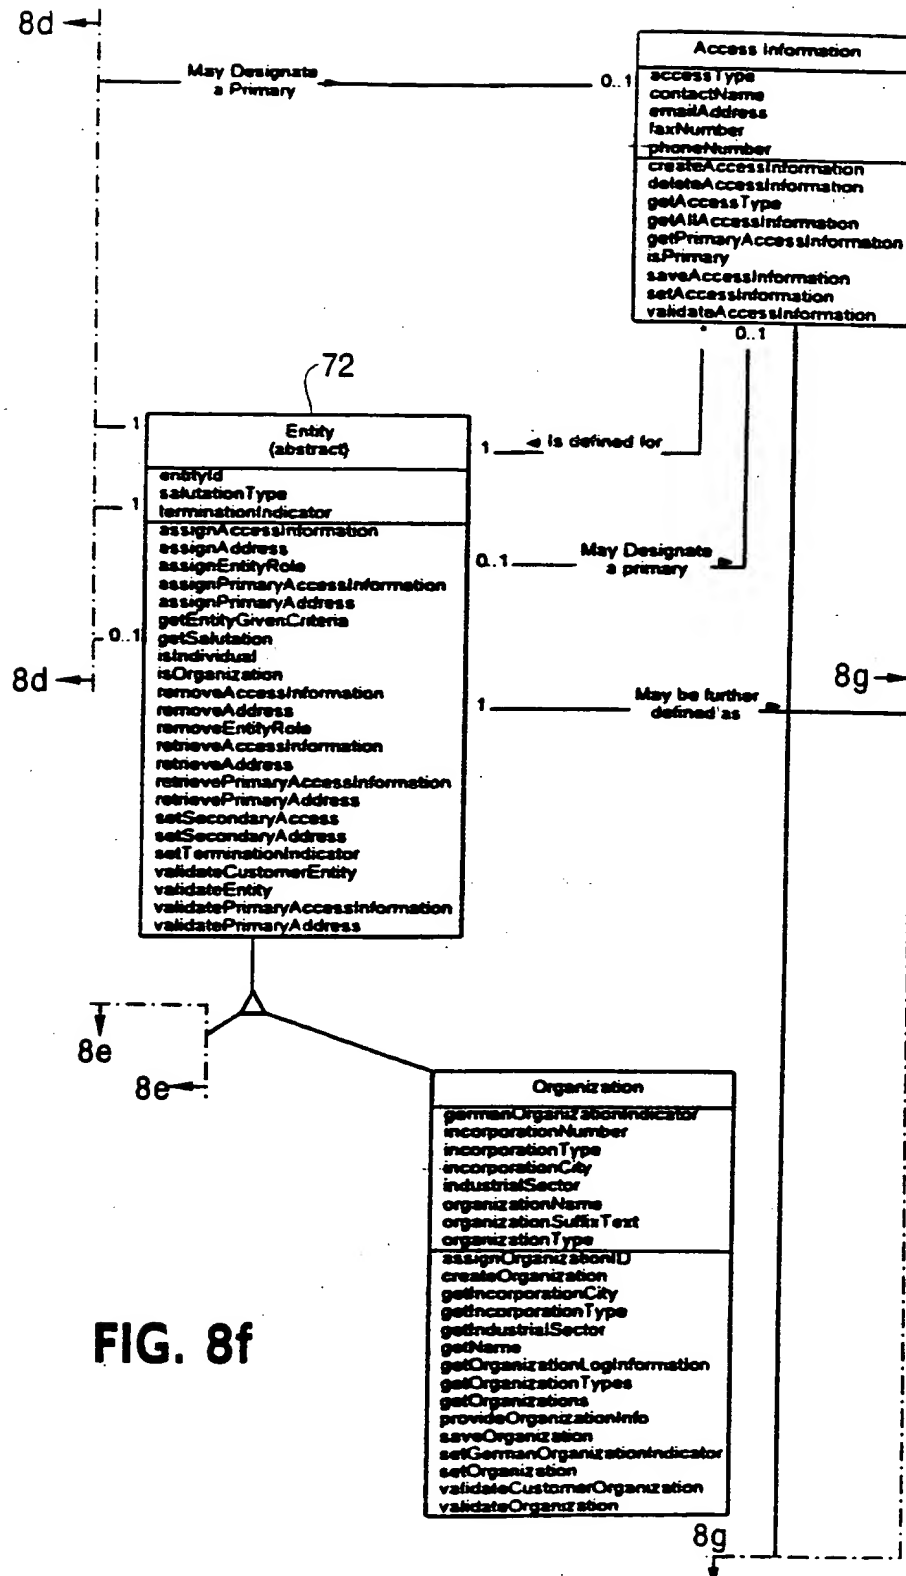 8d
May Designate
a Primary
0..1
Access Information
accessType
contactName
emailAddress
faxNumber
phoneNumber
createAccessInformation
deleteAccessInformation
getAccessType
getAllAccessInformation
getPrimaryAccessInformation
isPrimary
saveAccessInformation
setAccessInformation
validateAccessInformation
*
0..1
72
1
Entity
(abstract)
1
Is defined for
entityId
salutationType
terminationIndicator
1
assignAccessInformation
assignAddress
assignEntityRole
assignPrimaryAccessInformation
assignPrimaryAddress
getEntityGivenCriteria
getSalutation
isIndividual
isOrganization
removeAccessInformation
removeAddress
removeEntityRole
retrieveAccessInformation
retrieveAddress
retrievePrimaryAccessInformation
retrievePrimaryAddress
setSecondaryAccess
setSecondaryAddress
setTerminationIndicator
validateCustomerEntity
validateEntity
validatePrimaryAccessInformation
validatePrimaryAddress
0..1
May Designate
a primary
0..1
8d
1
May be further
defined as
8g
8e
8e
Organization
germanOrganizationIndicator
incorporationNumber
incorporationType
incorporationCity
industrialSector
organizationName
organizationSuffixText
organizationType
assignOrganizationID
createOrganization
getIncorporationCity
getIncorporationType
getIndustrialSector
getName
getOrganizationLogInformation
getOrganizationTypes
getOrganizations
provideOrganizationInfo
saveOrganization
setGermanOrganizationIndicator
setOrganization
validateCustomerOrganization
validateOrganization
FIG. 8f
8g